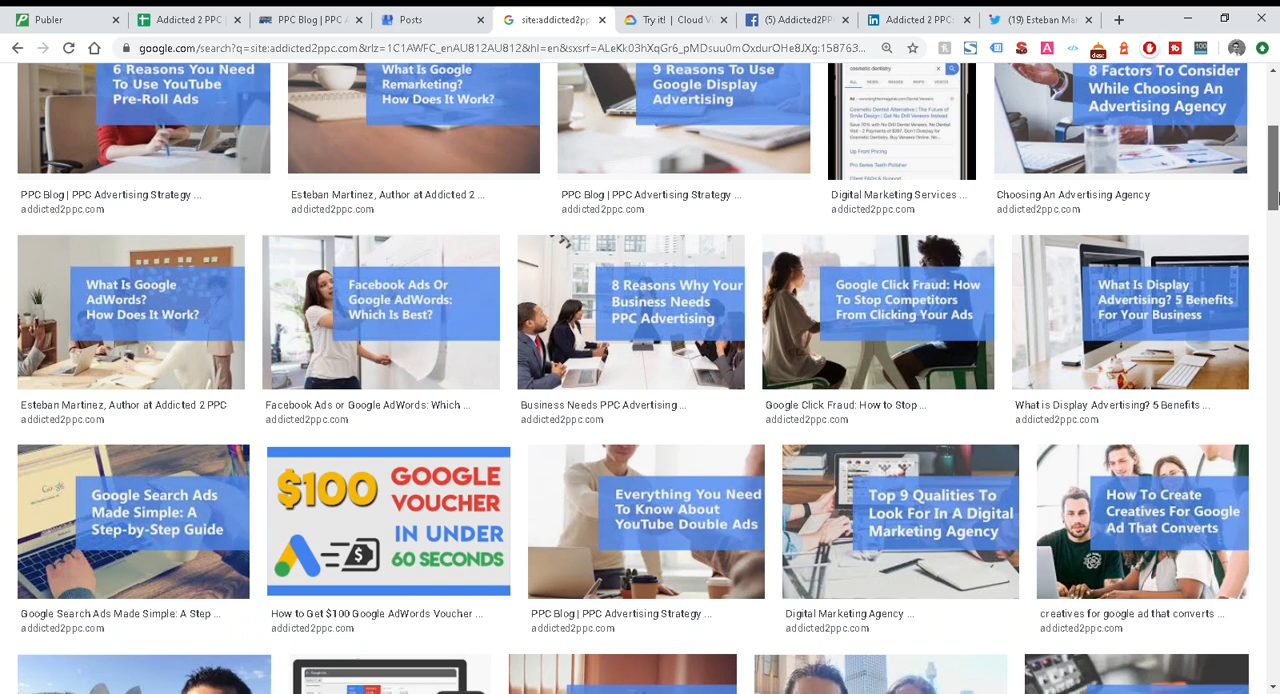 Publer
Addicted 2 PPC |
PPC Blog | PPC
Posts
site:addicted2pp
Try it! | Cloud V
(5) Addicted2PP
Addicted 2 PPC:
(19) Esteban Mar
google.com/search?q=site:addicted2ppc.com&rlz=1C1AWFC_enAU812AU812&hl=en&sxsrf=ALeKk03hXqGr6_pMDsuu0mOxdurOHe8JXg:158763...
6 Reasons You Need
To Use YouTube
Pre-Roll Ads
What Is Google
Remarketing?
How Does It Work?
9 Reasons To Use
Google Display
Advertising
cosmetic dentistry
8 Factors To Consider
While Choosing An
Advertising Agency
Up Front Pricing
Pro Series Teeth Polisher
Client FAQs & Support
PPC Blog | PPC Advertising Strategy ...
addicted2ppc.com
Esteban Martinez, Author at Addicted 2 ...
addicted2ppc.com
PPC Blog | PPC Advertising Strategy ...
addicted2ppc.com
Digital Marketing Services ...
addicted2ppc.com
Choosing An Advertising Agency
addicted2ppc.com
What Is Google
AdWords?
How Does It Work?
Facebook Ads Or
Google AdWords:
Which Is Best?
8 Reasons Why Your
Business Needs
PPC Advertising
Google Click Fraud: How
To Stop Competitors
From Clicking Your Ads
What Is Display
Advertising? 5 Benefits
For Your Business
Esteban Martinez, Author at Addicted 2 PPC
addicted2ppc.com
Facebook Ads or Google AdWords: Which ...
addicted2ppc.com
Business Needs PPC Advertising ...
addicted2ppc.com
Google Click Fraud: How to Stop ...
addicted2ppc.com
What is Display Advertising? 5 Benefits ...
addicted2ppc.com
Google Search Ads
Made Simple: A
Step-by-Step Guide
$100 GOOGLE
VOUCHER
IN UNDER
60 SECONDS
Everything You Need
To Know About
YouTube Double Ads
Top 9 Qualities To
Look For In A Digital
Marketing Agency
How To Create
Creatives For Google
Ad That Converts
Google Search Ads Made Simple: A Step ...
addicted2ppc.com
How to Get $100 Google AdWords Voucher ...
addicted2ppc.com
PPC Blog | PPC Advertising Strategy ...
addicted2ppc.com
Digital Marketing Agency ...
addicted2ppc.com
creatives for google ad that converts ...
addicted2ppc.com